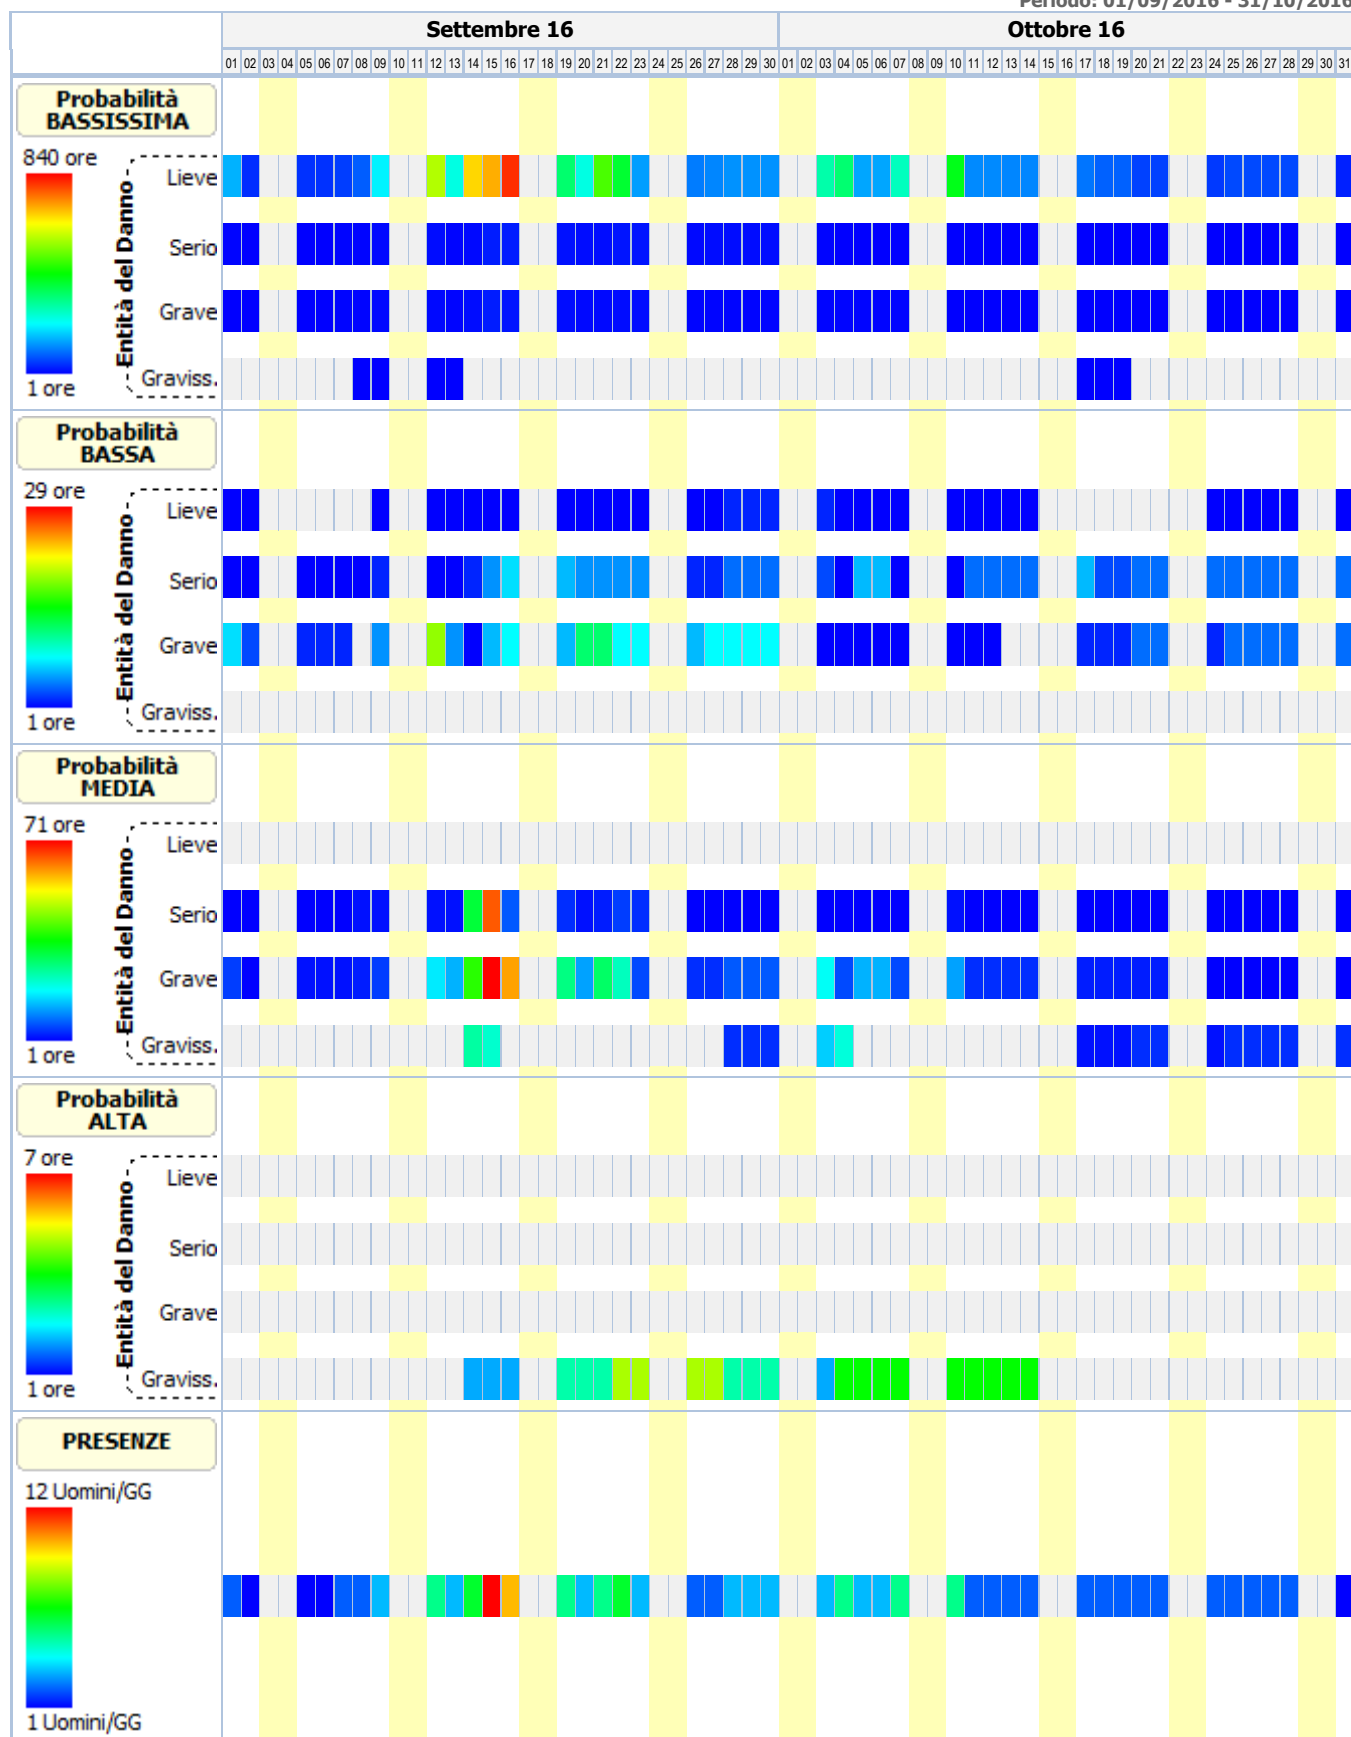 Periodo: 01/09/2016 - 31/10/2016
Settembre 16 Ottobre 16
01 02 03 04 05 06 07 08 09 10 11 12 13 14 15 16 17 18 19 20 21 22 23 24 25 26 27 28 29 30 01 02 03 04 05 06 07 08 09 10 11 12 13 14 15 16 17 18 19 20 21 22 23 24 25 26 27 28 29 30 31
Probabilità
BASSISSIMA
840 ore
Entità del Danno
Lieve
Serio
Grave
Graviss.
1 ore
Probabilità
BASSA
29 ore
Entità del Danno
Lieve
Serio
Grave
Graviss.
1 ore
Probabilità
MEDIA
71 ore
Entità del Danno
Lieve
Serio
Grave
Graviss.
1 ore
Probabilità
ALTA
7 ore
Entità del Danno
Lieve
Serio
Grave
Graviss.
1 ore
PRESENZE
12 Uomini/GG
1 Uomini/GG